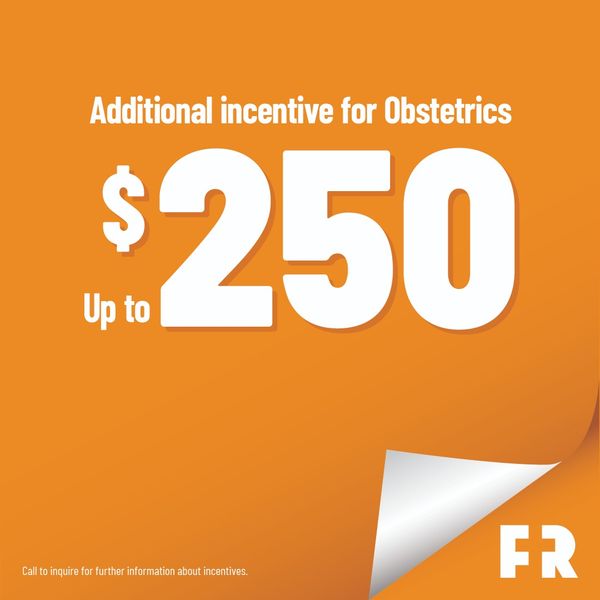 Additional incentive for Obstetrics
$250
Up to
Call to inquire for further information about incentives.
FR